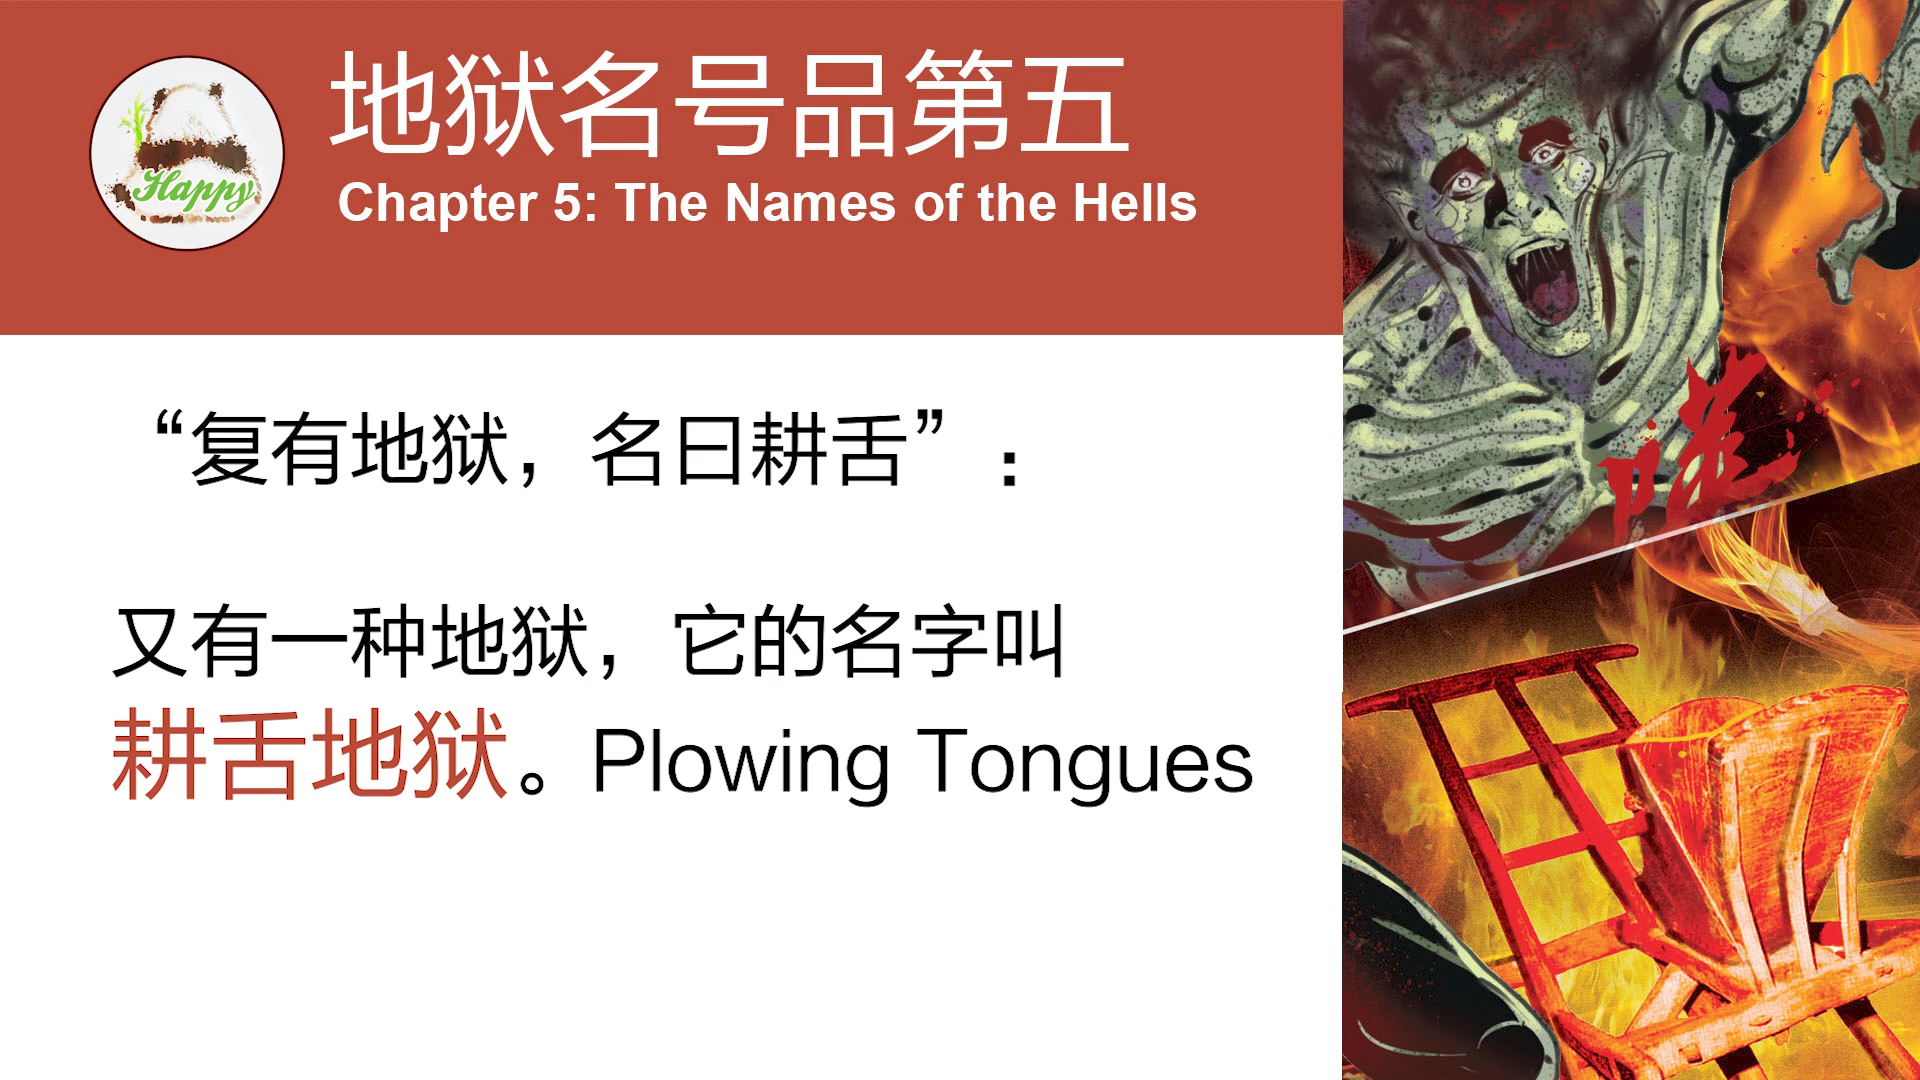 Happy
地狱名号品第五
Chapter 5: The Names of the Hells
“复有地狱，名曰耕舌”：
又有一种地狱，它的名字叫
耕舌地狱。Plowing Tongues